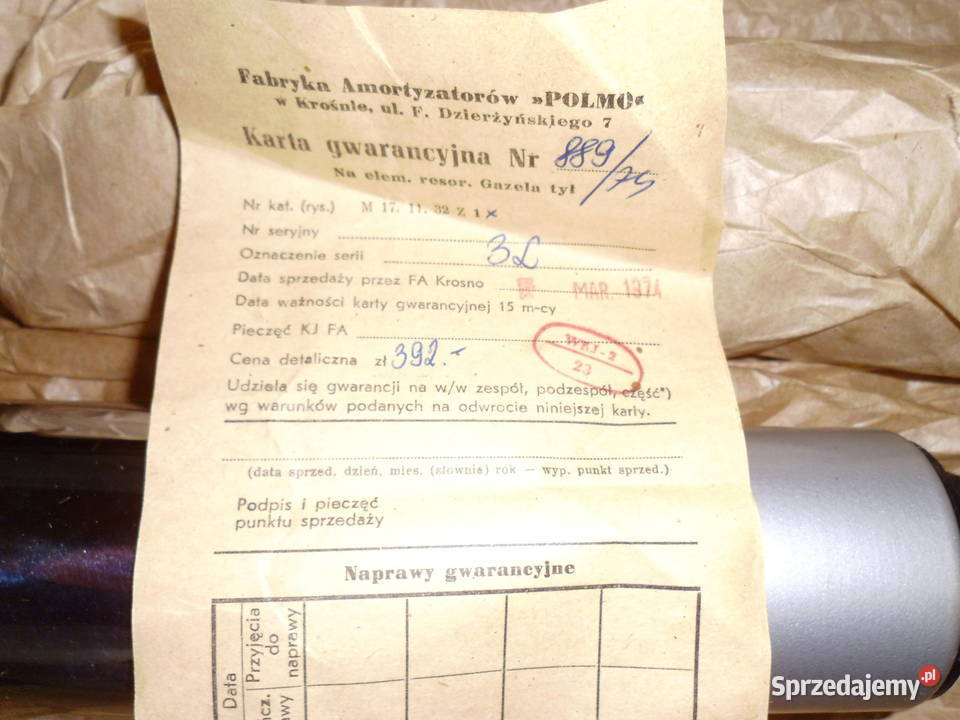 Fabryka Amortyzatorów »POLMO«
w Krośnie, ul. F. Dzierżyńskiego 7
Karta gwarancyjna Nr 889/74
Na elem. resor. Gazela tył
Nr kat. (rys.) M 17. 11. 32 Z 1 x
Nr seryjny
Oznaczenie serii 3L
Data sprzedaży przez FA Krosno MAR. 1974
Data ważności karty gwarancyjnej 15 m-cy
Pieczęć KJ FA
WKJ-2
23
Cena detaliczna zł 392.-
Udziela się gwarancji na w/w zespół, podzespół, część*)
wg warunków podanych na odwrocie niniejszej karty.
(data sprzed. dzień, mies. (słownie) rok — wyp. punkt sprzed.)
Podpis i pieczęć
punktu sprzedaży
Naprawy gwarancyjne
Data
Przyjęcia
do
naprawy
Sprzedajemy.pl